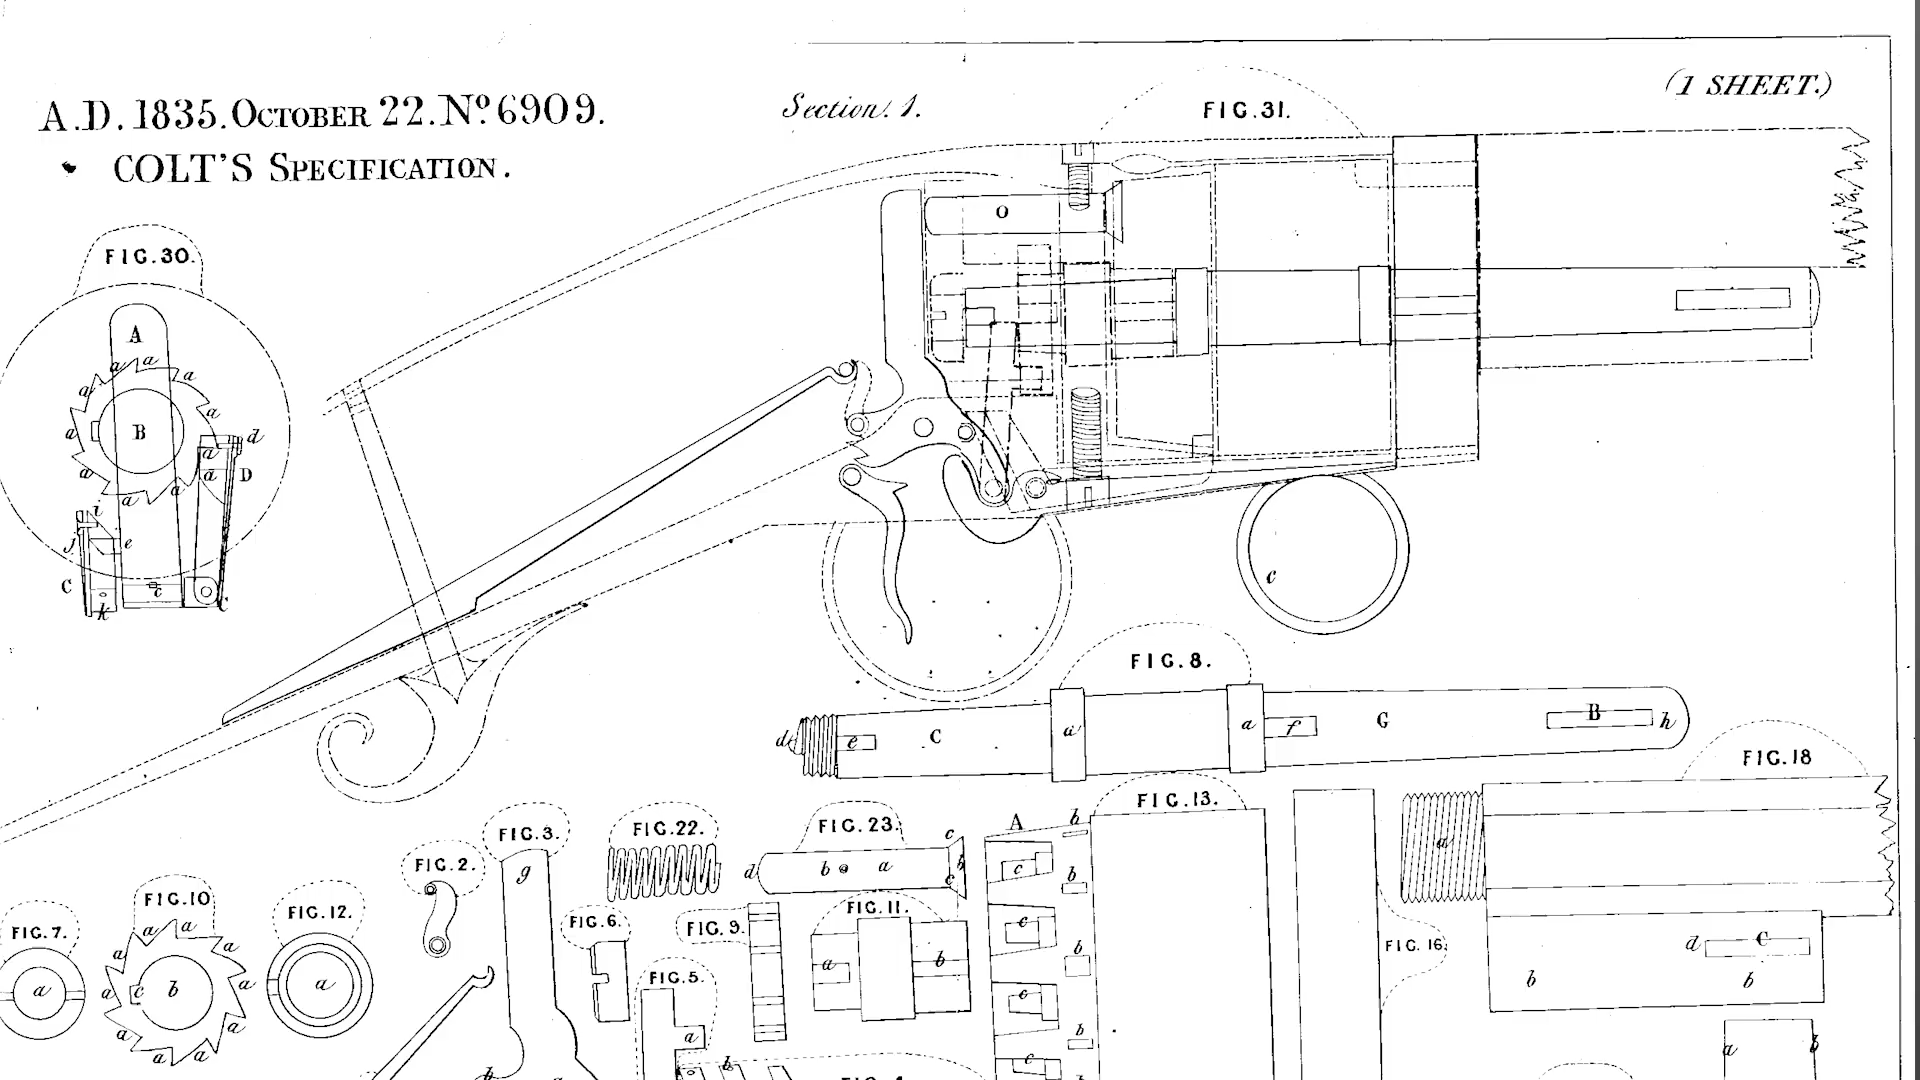 A.D. 1835. October 22. No. 6909.
COLT'S Specification.
Section. 1.
(1 SHEET.)
FIG. 31.
O
c
FIG. 30.
A
a a a a a a a a a a a a
B
d
D
i
j e
C c C
k
FIG. 8.
d e C a a f G B h
FIG. 18
a
d C
b b
FIG. 13.
A b
c b
c b
c b
c b
FIG. 16.
FIG. 23.
c
d b a b
c
FIG. 22.
FIG. 3.
g
b a
FIG. 2.
FIG. 10
a a a a a a a a a a a
c b
FIG. 12.
a
FIG. 7.
a
FIG. 6.
FIG. 9.
FIG. 11.
a b
FIG. 5.
a
b
a b